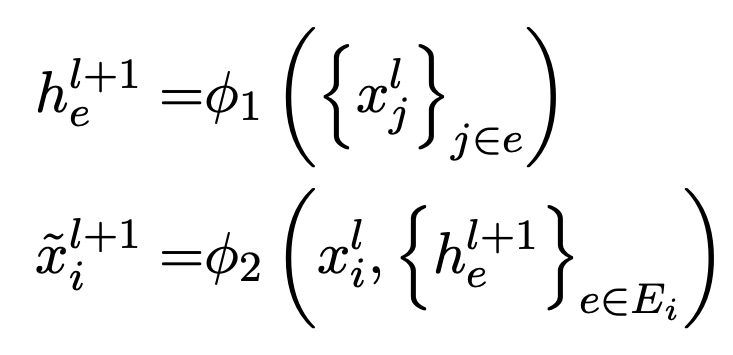 $h_e^{l+1} = \phi_1 \left( \left\{ x_j^l \right\}_{j \in e} \right)$
$\tilde{x}_i^{l+1} = \phi_2 \left( x_i^l, \left\{ h_e^{l+1} \right\}_{e \in E_i} \right)$